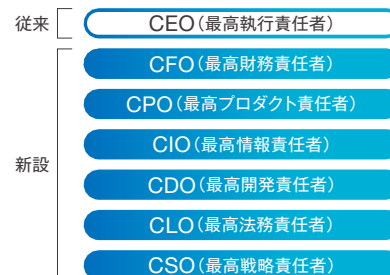 従来
CEO(最高執行責任者)
新設
CFO(最高財務責任者)
CPO(最高プロダクト責任者)
CIO(最高情報責任者)
CDO(最高開発責任者)
CLO(最高法務責任者)
CSO(最高戦略責任者)